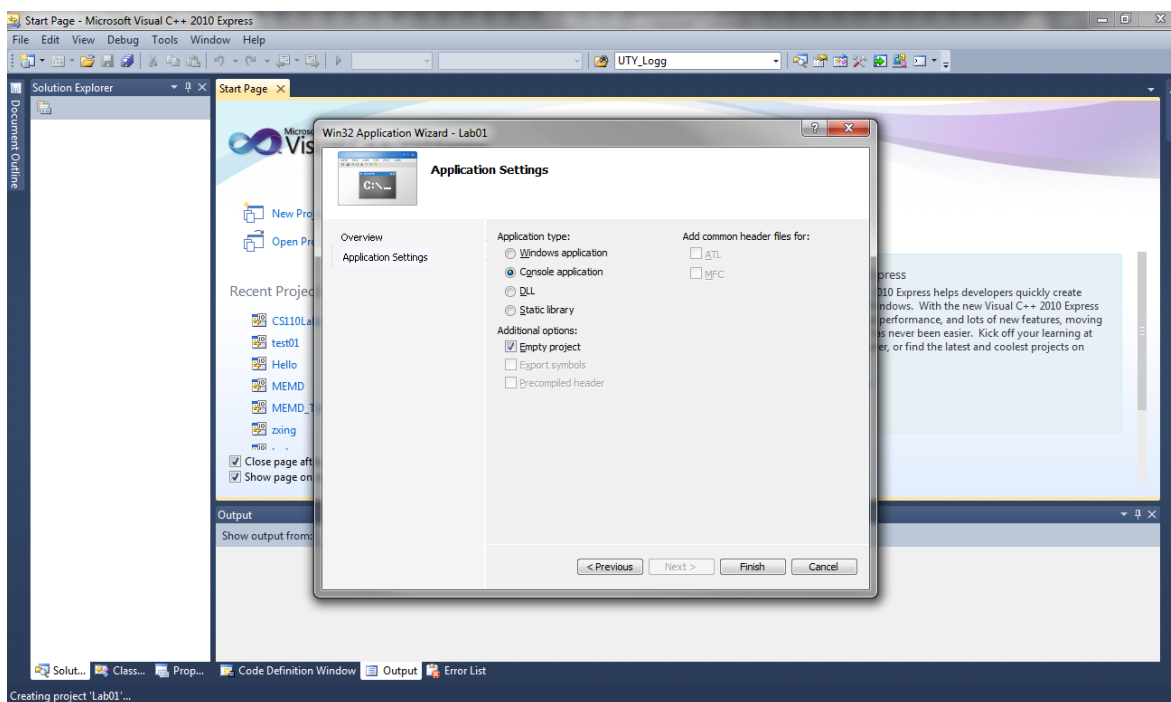 Start Page - Microsoft Visual C++ 2010 Express
File Edit View Debug Tools Window Help
UTY_Logg
Solution Explorer
Start Page
Document Outline
Win32 Application Wizard - Lab01
Vis
Application Settings
C:\_
New Pro
Open Pr
Recent Projec
CS110La
test01
Hello
MEMD
MEMD_T
zxing
Close page aft
Show page on
Overview
Application Settings
Application type:
Windows application
Console application
DLL
Static library
Additional options:
Empty project
Export symbols
Precompiled header
Add common header files for:
ATL
MFC
press
010 Express helps developers quickly create
ndows. With the new Visual C++ 2010 Express
performance, and lots of new features, moving
as never been easier. Kick off your learning at
er, or find the latest and coolest projects on
< Previous Next > Finish Cancel
Output
Show output from:
Solut... Class... Prop... Code Definition Window Output Error List
Creating project 'Lab01'...